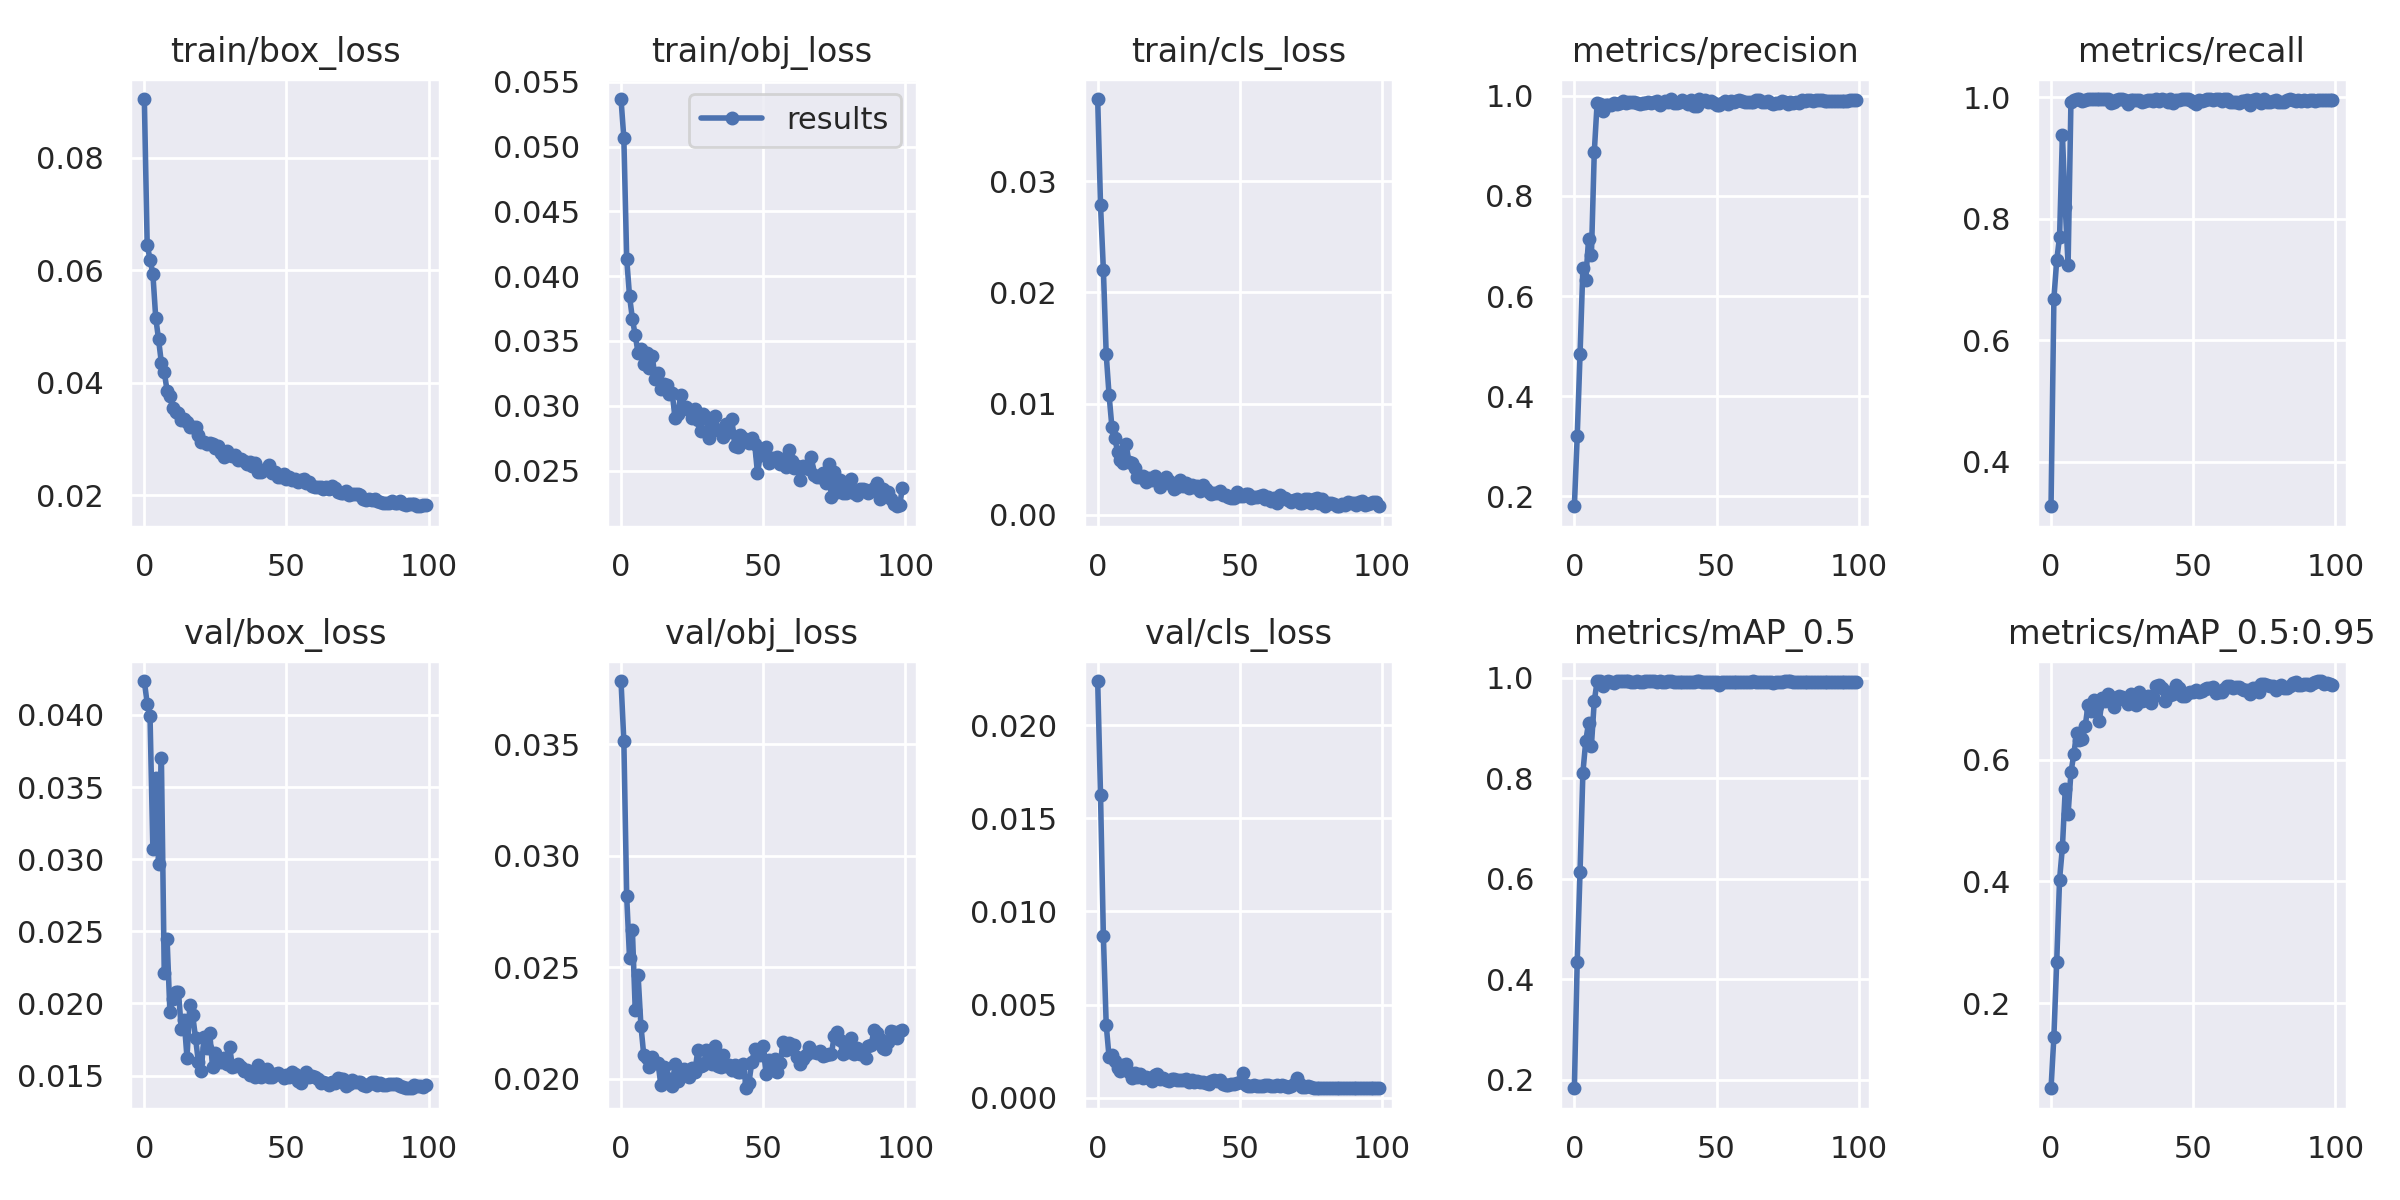 train/box_loss
0.08
0.06
0.04
0.02
0 50 100
train/obj_loss
results
0.055
0.050
0.045
0.040
0.035
0.030
0.025
0 50 100
train/cls_loss
0.03
0.02
0.01
0.00
0 50 100
metrics/precision
1.0
0.8
0.6
0.4
0.2
0 50 100
metrics/recall
1.0
0.8
0.6
0.4
0 50 100
val/box_loss
0.040
0.035
0.030
0.025
0.020
0.015
0 50 100
val/obj_loss
0.035
0.030
0.025
0.020
0 50 100
val/cls_loss
0.020
0.015
0.010
0.005
0.000
0 50 100
metrics/mAP_0.5
1.0
0.8
0.6
0.4
0.2
0 50 100
metrics/mAP_0.5:0.95
0.6
0.4
0.2
0 50 100